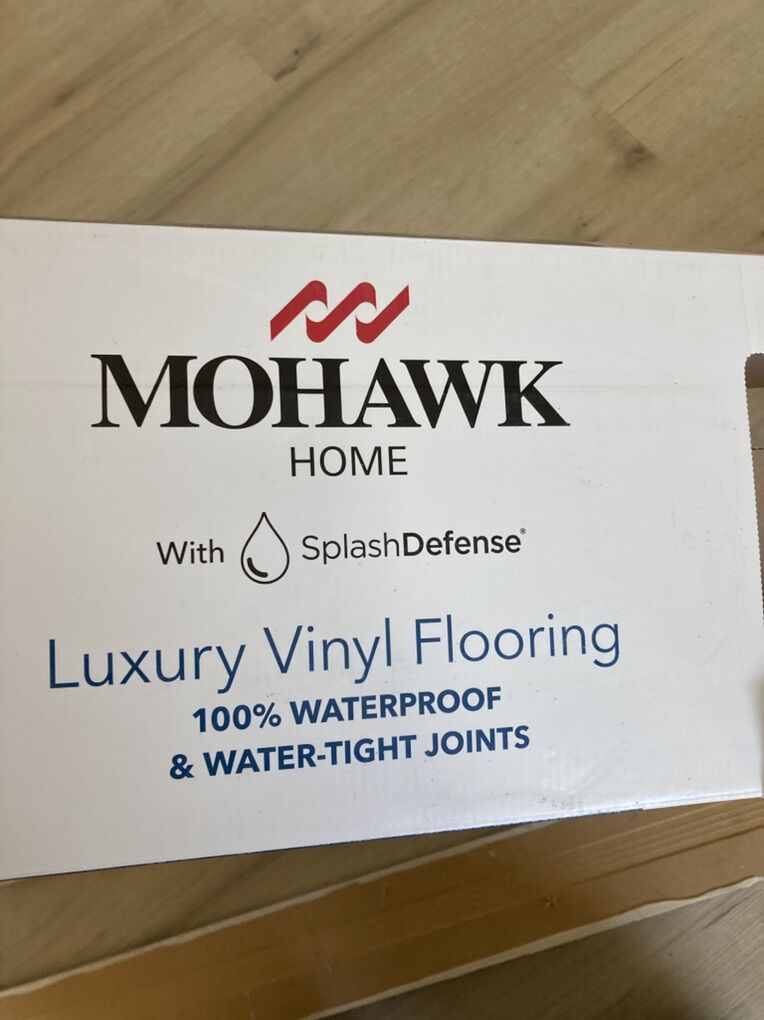 MOHAWK
HOME
With SplashDefense®
Luxury Vinyl Flooring
100% WATERPROOF
& WATER-TIGHT JOINTS